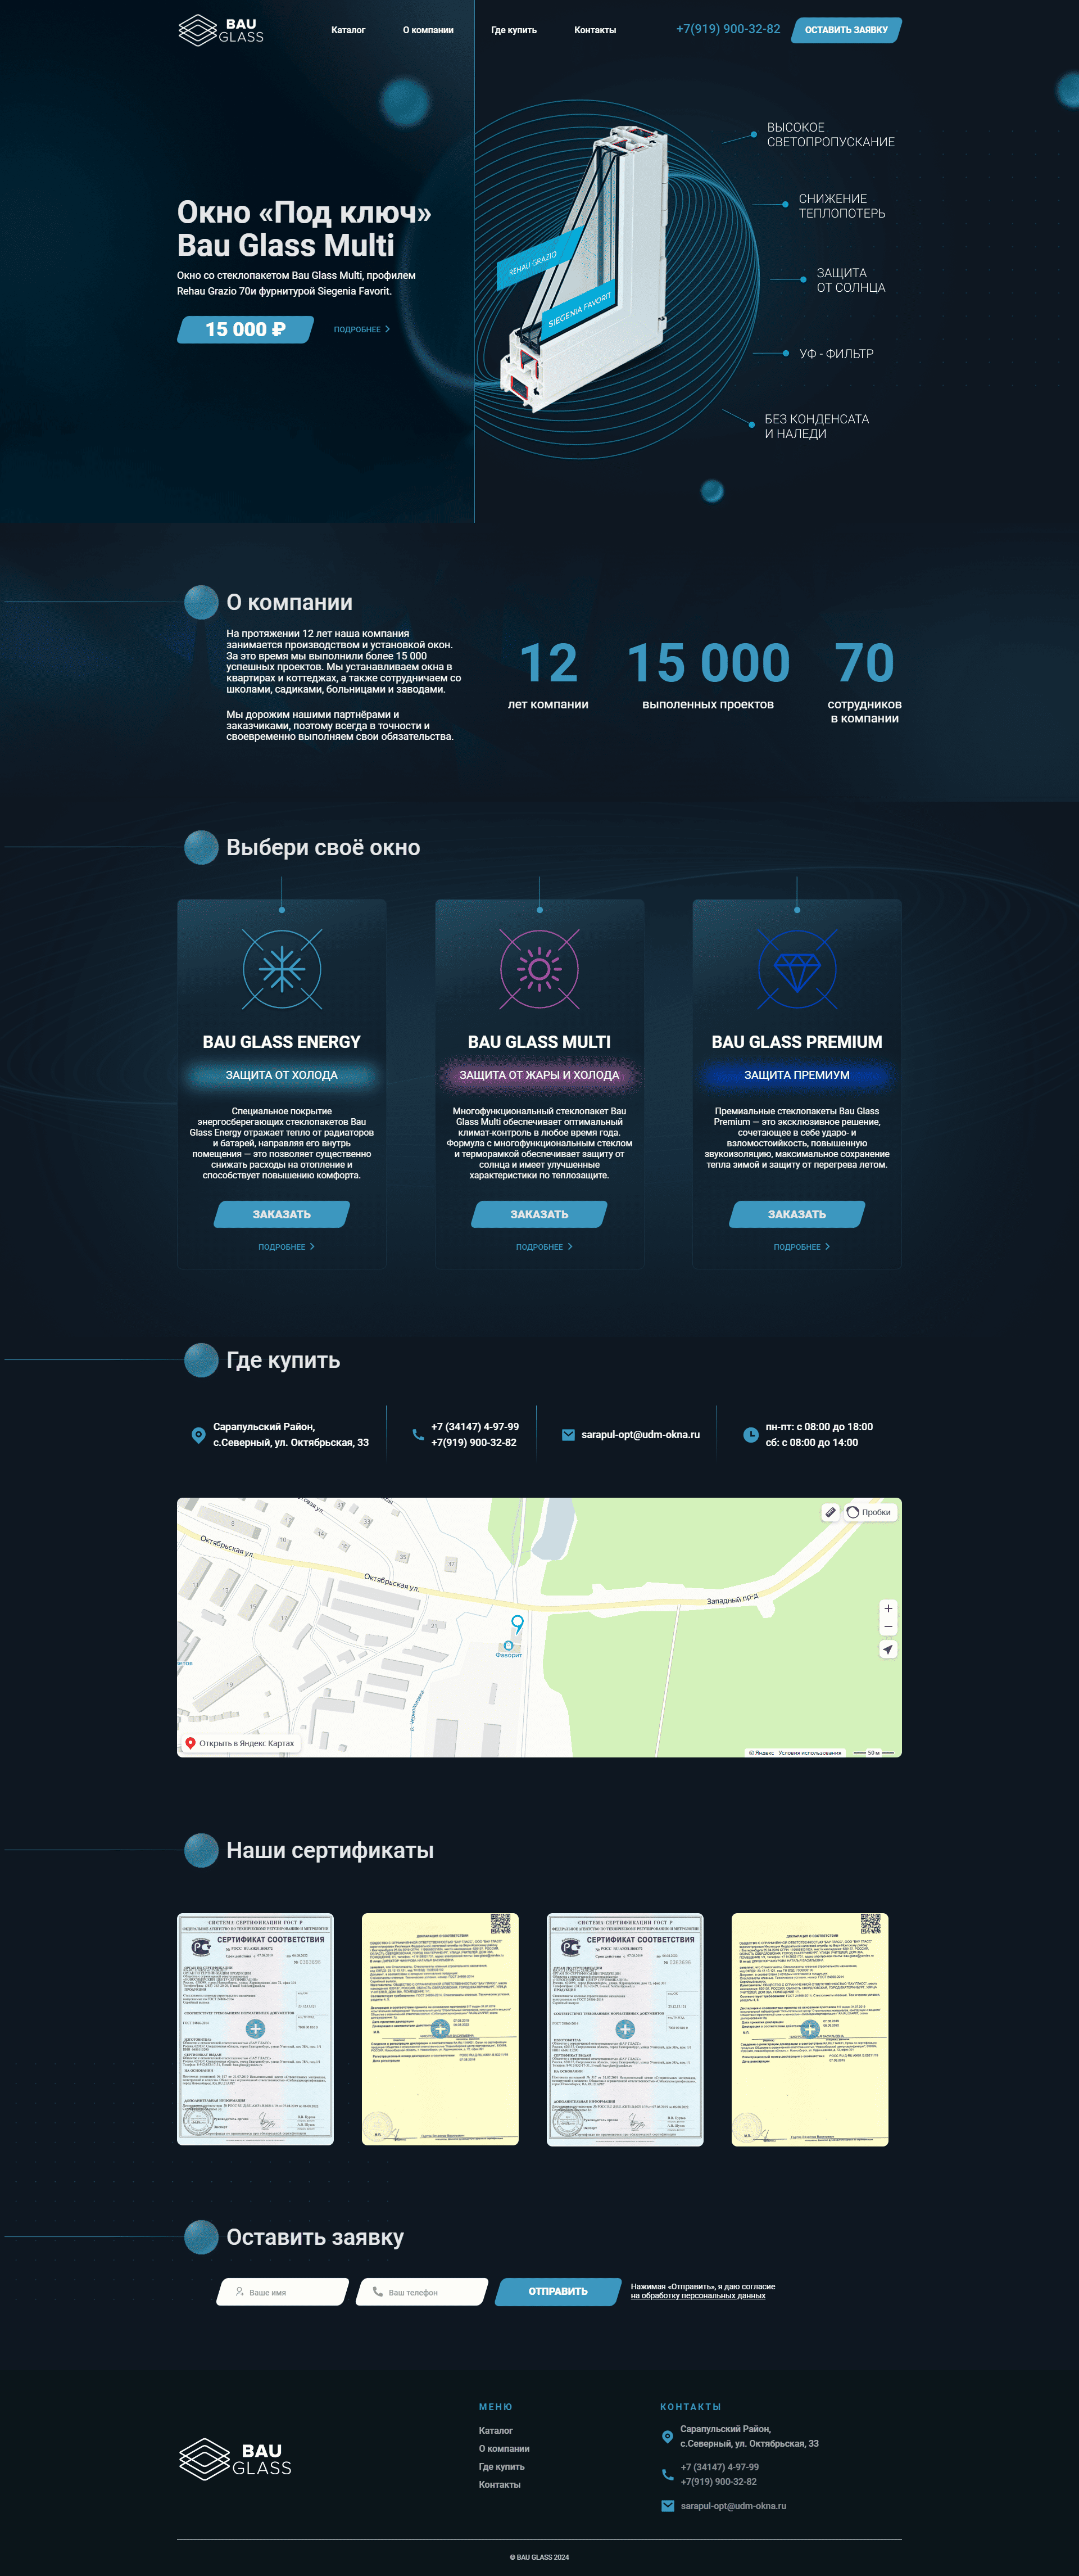 BAU
GLASS
Каталог
О компании
Где купить
Контакты
+7(919) 900-32-82
ОСТАВИТЬ ЗАЯВКУ
Окно «Под ключ»
Bau Glass Multi
Окно со стеклопакетом Bau Glass Multi, профилем
Rehau Grazio 70и фурнитурой Siegenia Favorit.
15 000 ₽
ПОДРОБНЕЕ
REHAU GRAZIO
SIEGENIA FAVORIT
ВЫСОКОЕ
СВЕТОПРОПУСКАНИЕ
СНИЖЕНИЕ
ТЕПЛОПОТЕРЬ
ЗАЩИТА
ОТ СОЛНЦА
УФ - ФИЛЬТР
БЕЗ КОНДЕНСАТА
И НАЛЕДИ
О компании
На протяжении 12 лет наша компания
занимается производством и установкой окон.
За это время мы выполнили более 15 000
успешных проектов. Мы устанавливаем окна в
квартирах и коттеджах, а также сотрудничаем со
школами, садиками, больницами и заводами.
Мы дорожим нашими партнёрами и
заказчиками, поэтому всегда в точности и
своевременно выполняем свои обязательства.
12
лет компании
15 000
выполенных проектов
70
сотрудников
в компании
Выбери своё окно
BAU GLASS ENERGY
ЗАЩИТА ОТ ХОЛОДА
Специальное покрытие
энергосберегающих стеклопакетов Bau
Glass Energy отражает тепло от радиаторов
и батарей, направляя его внутрь
помещения — это позволяет существенно
снижать расходы на отопление и
способствует повышению комфорта.
ЗАКАЗАТЬ
ПОДРОБНЕЕ
BAU GLASS MULTI
ЗАЩИТА ОТ ЖАРЫ И ХОЛОДА
Многофункциональный стеклопакет Bau
Glass Multi обеспечивает оптимальный
климат-контроль в любое время года.
Формула с многофункциональным стеклом
и терморамкой обеспечивает защиту от
солнца и имеет улучшенные
характеристики по теплозащите.
ЗАКАЗАТЬ
ПОДРОБНЕЕ
BAU GLASS PREMIUM
ЗАЩИТА ПРЕМИУМ
Премиальные стеклопакеты Bau Glass
Premium — это эксклюзивное решение,
сочетающее в себе ударо- и
взломостоийкость, повышенную
звукоизоляцию, максимальное сохранение
тепла зимой и защиту от перегрева летом.
ЗАКАЗАТЬ
ПОДРОБНЕЕ
Где купить
Сарапульский Район,
с.Северный, ул. Октябрьская, 33
+7 (34147) 4-97-99
+7(919) 900-32-82
sarapul-opt@udm-okna.ru
пн-пт: с 08:00 до 18:00
сб: с 08:00 до 14:00
Пробки
Октябрьская ул.
Октябрьская ул.
Западный пр-д
35
37
11
13
15
17
21
19
Фаворит
Открыть в Яндекс Картах
© Яндекс Условия использования
50 м
Наши сертификаты
СИСТЕМА СЕРТИФИКАЦИИ ГОСТ Р
СЕРТИФИКАТ СООТВЕТСТВИЯ
ДЕКЛАРАЦИЯ О СООТВЕТСТВИИ
СИСТЕМА СЕРТИФИКАЦИИ ГОСТ Р
СЕРТИФИКАТ СООТВЕТСТВИЯ
ДЕКЛАРАЦИЯ О СООТВЕТСТВИИ
Оставить заявку
Ваше имя
Ваш телефон
ОТПРАВИТЬ
Нажимая «Отправить», я даю согласие
на обработку персональных данных
BAU
GLASS
МЕНЮ
Каталог
О компании
Где купить
Контакты
КОНТАКТЫ
Сарапульский Район,
с.Северный, ул. Октябрьская, 33
+7 (34147) 4-97-99
+7(919) 900-32-82
sarapul-opt@udm-okna.ru
© BAU GLASS 2024